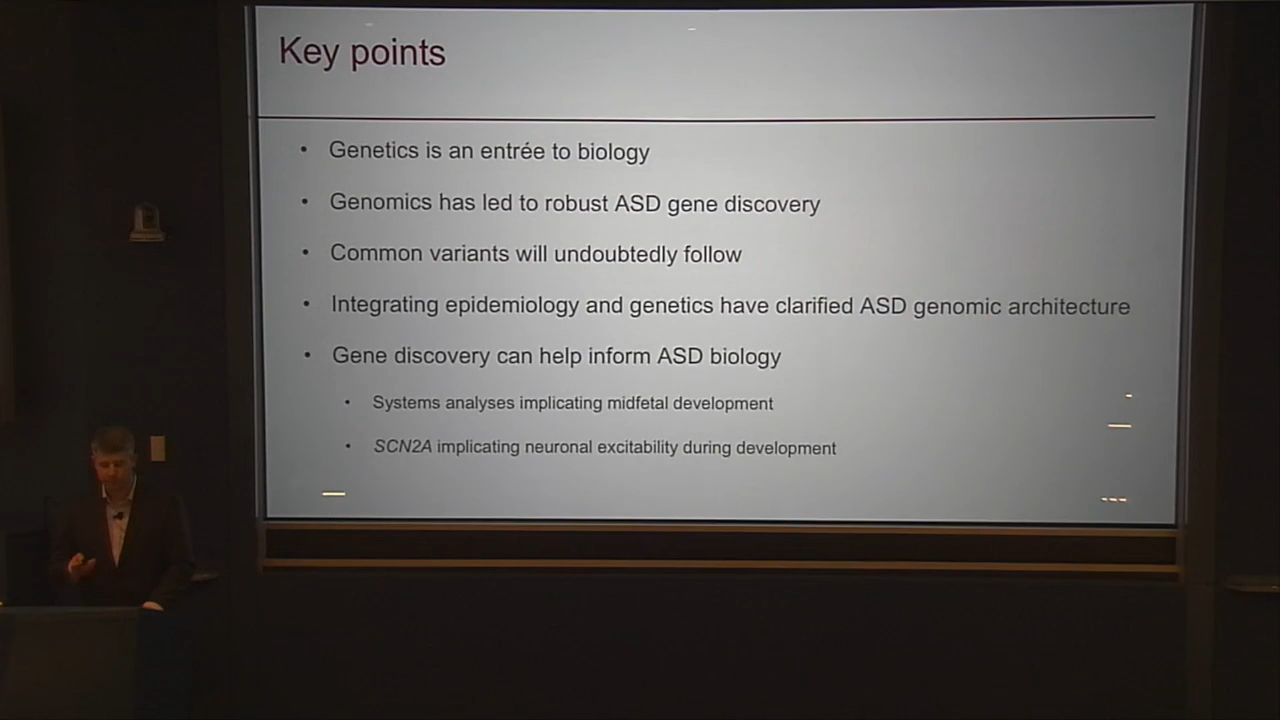 Key points
• Genetics is an entrée to biology
• Genomics has led to robust ASD gene discovery
• Common variants will undoubtedly follow
• Integrating epidemiology and genetics have clarified ASD genomic architecture
• Gene discovery can help inform ASD biology
• Systems analyses implicating midfetal development
• SCN2A implicating neuronal excitability during development